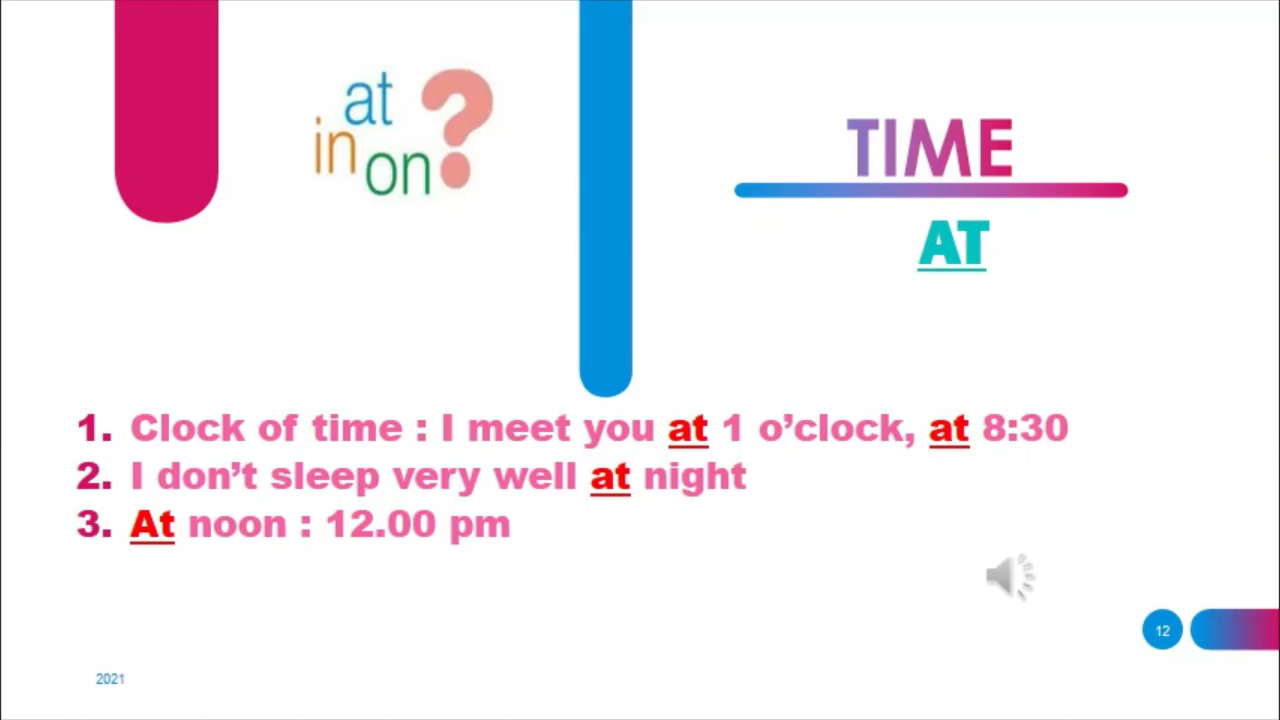 at
in
on
?
TIME
AT
1. Clock of time : I meet you at 1 o’clock, at 8:30
2. I don’t sleep very well at night
3. At noon : 12.00 pm
12
2021